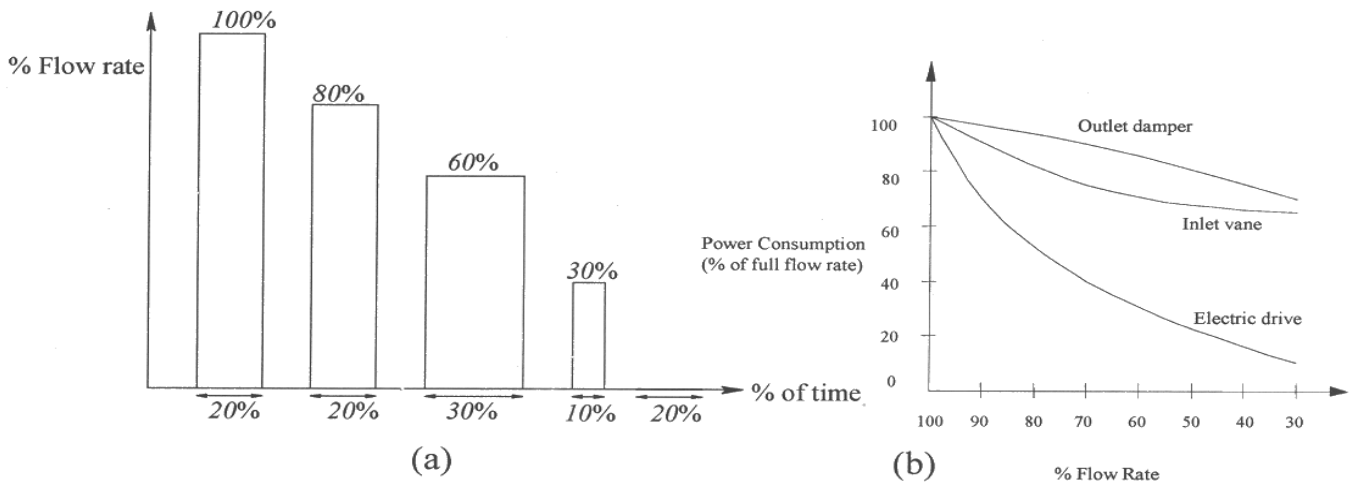 100%
% Flow rate
80%
60%
30%
% of time
20%
20%
30%
10%
20%
(a)
100
80
60
40
20
0
Outlet damper
Inlet vane
Power Consumption
(% of full flow rate)
Electric drive
100 90 80 70 60 50 40 30
(b)
% Flow Rate